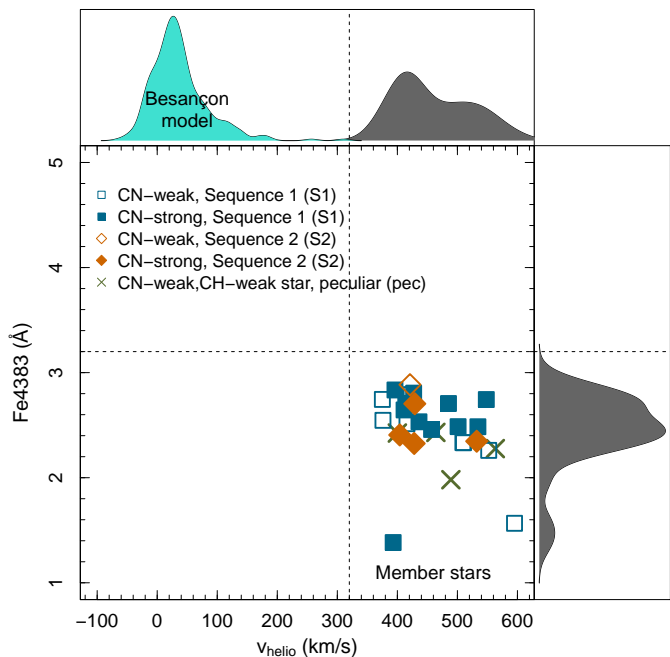 Besançon
model
5
4
3
2
1
Fe4383 (Å)
CN−weak, Sequence 1 (S1)
CN−strong, Sequence 1 (S1)
CN−weak, Sequence 2 (S2)
CN−strong, Sequence 2 (S2)
CN−weak,CH−weak star, peculiar (pec)
Member stars
−100 0 100 200 300 400 500 600
vhelio (km/s)